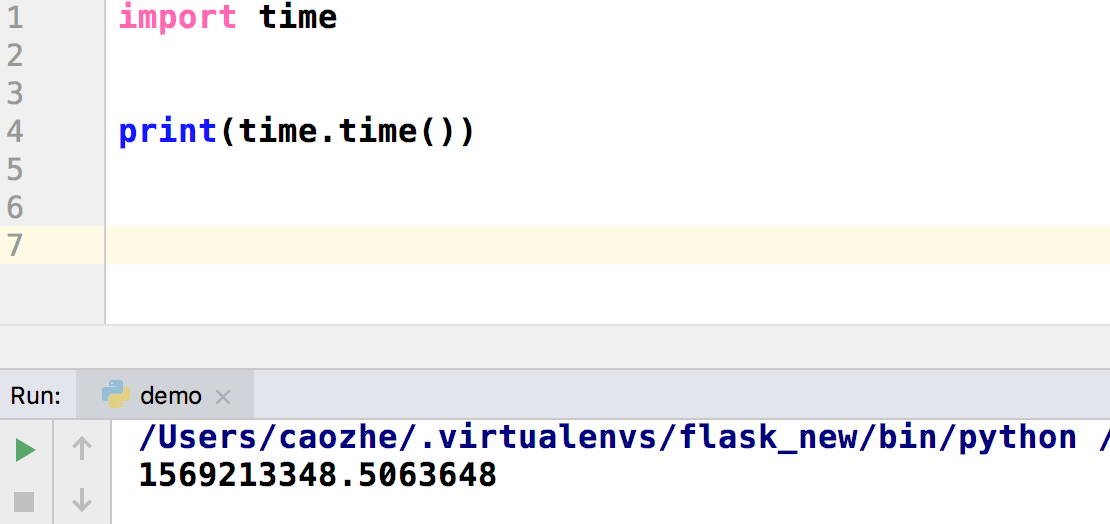 1 import time
2
3
4 print(time.time())
5
6
7
Run: demo ×
/Users/caozhe/.virtualenvs/flask_new/bin/python /
1569213348.5063648